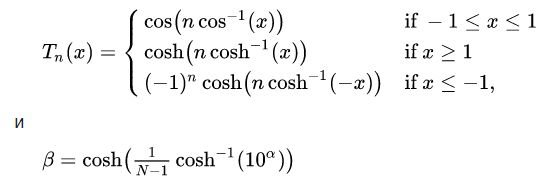 cos(n cos⁻¹(x)) if − 1 ≤ x ≤ 1
Tₙ(x) = { cosh(n cosh⁻¹(x)) if x ≥ 1
(−1)ⁿ cosh(n cosh⁻¹(−x)) if x ≤ −1,
и
β = cosh(1/(N−1) cosh⁻¹(10^α))